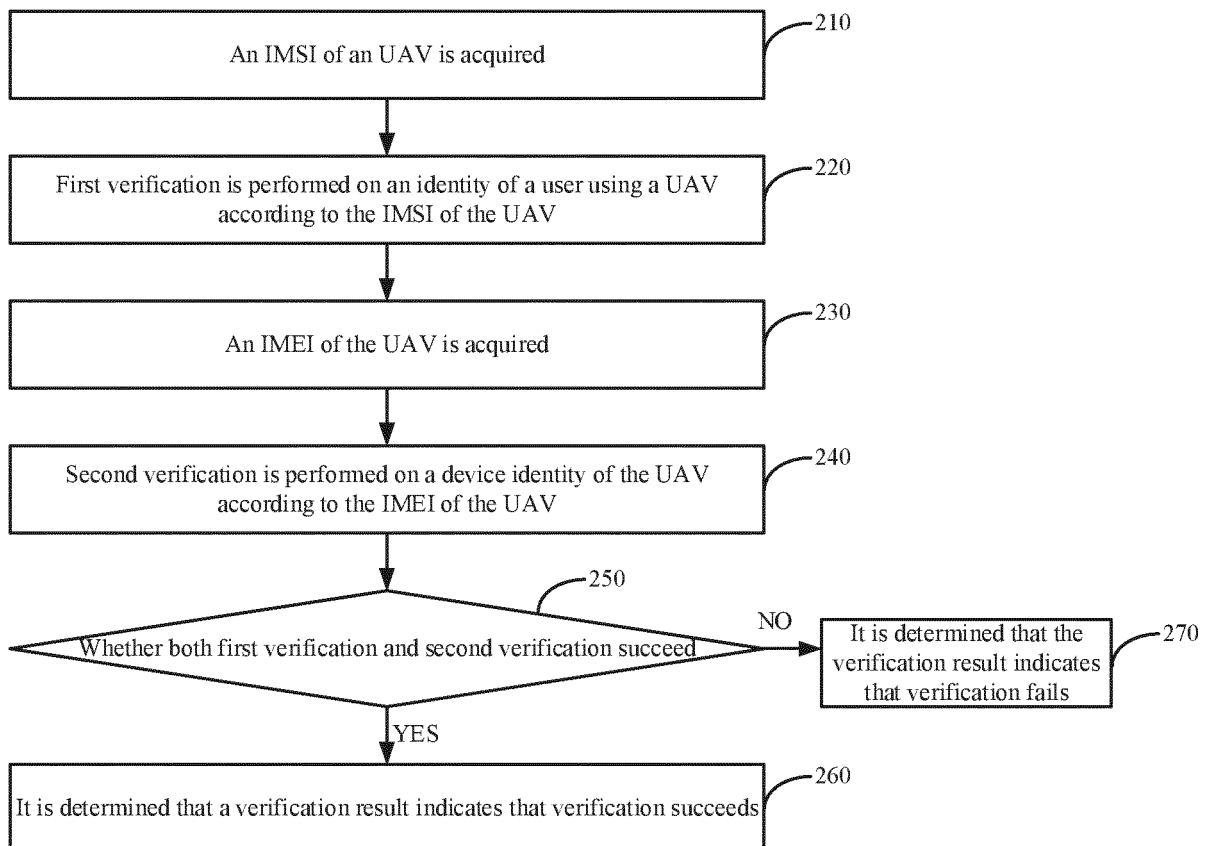 210
An IMSI of an UAV is acquired
220
First verification is performed on an identity of a user using a UAV
according to the IMSI of the UAV
230
An IMEI of the UAV is acquired
240
Second verification is performed on a device identity of the UAV
according to the IMEI of the UAV
250
Whether both first verification and second verification succeed
NO
It is determined that the
verification result indicates
that verification fails
270
YES
260
It is determined that a verification result indicates that verification succeeds